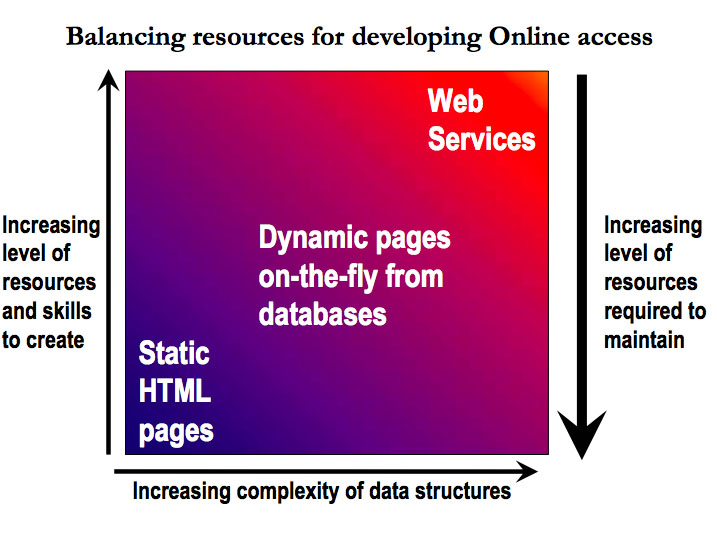 Balancing resources for developing Online access
Increasing
level of
resources
and skills
to create
Web
Services
Dynamic pages
on-the-fly from
databases
Static
HTML
pages
Increasing
level of
resources
required to
maintain
Increasing complexity of data structures